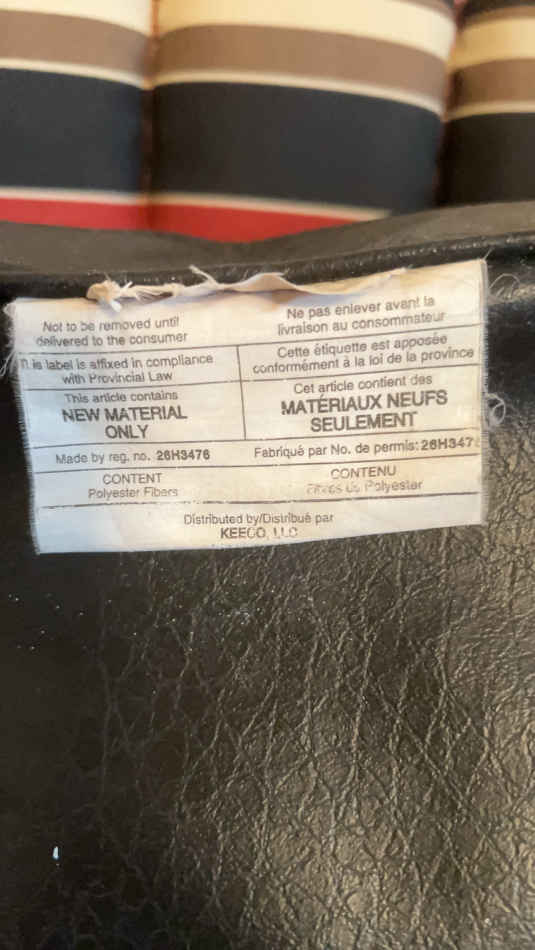 Not to be removed until
delivered to the consumer
Ne pas enlever avant la
livraison au consommateur
is label is affixed in compliance
with Provincial Law
Cette étiquette est apposée
conformément à la loi de la province
This article contains
NEW MATERIAL
ONLY
Cet article contient des
MATÉRIAUX NEUFS
SEULEMENT
Made by reg. no. 26H3476
Fabriqué par No. de permis: 26H347
CONTENT
Polyester Fibers
CONTENU
Polyester
Distributed by/Distribué par
KEECO, LLC